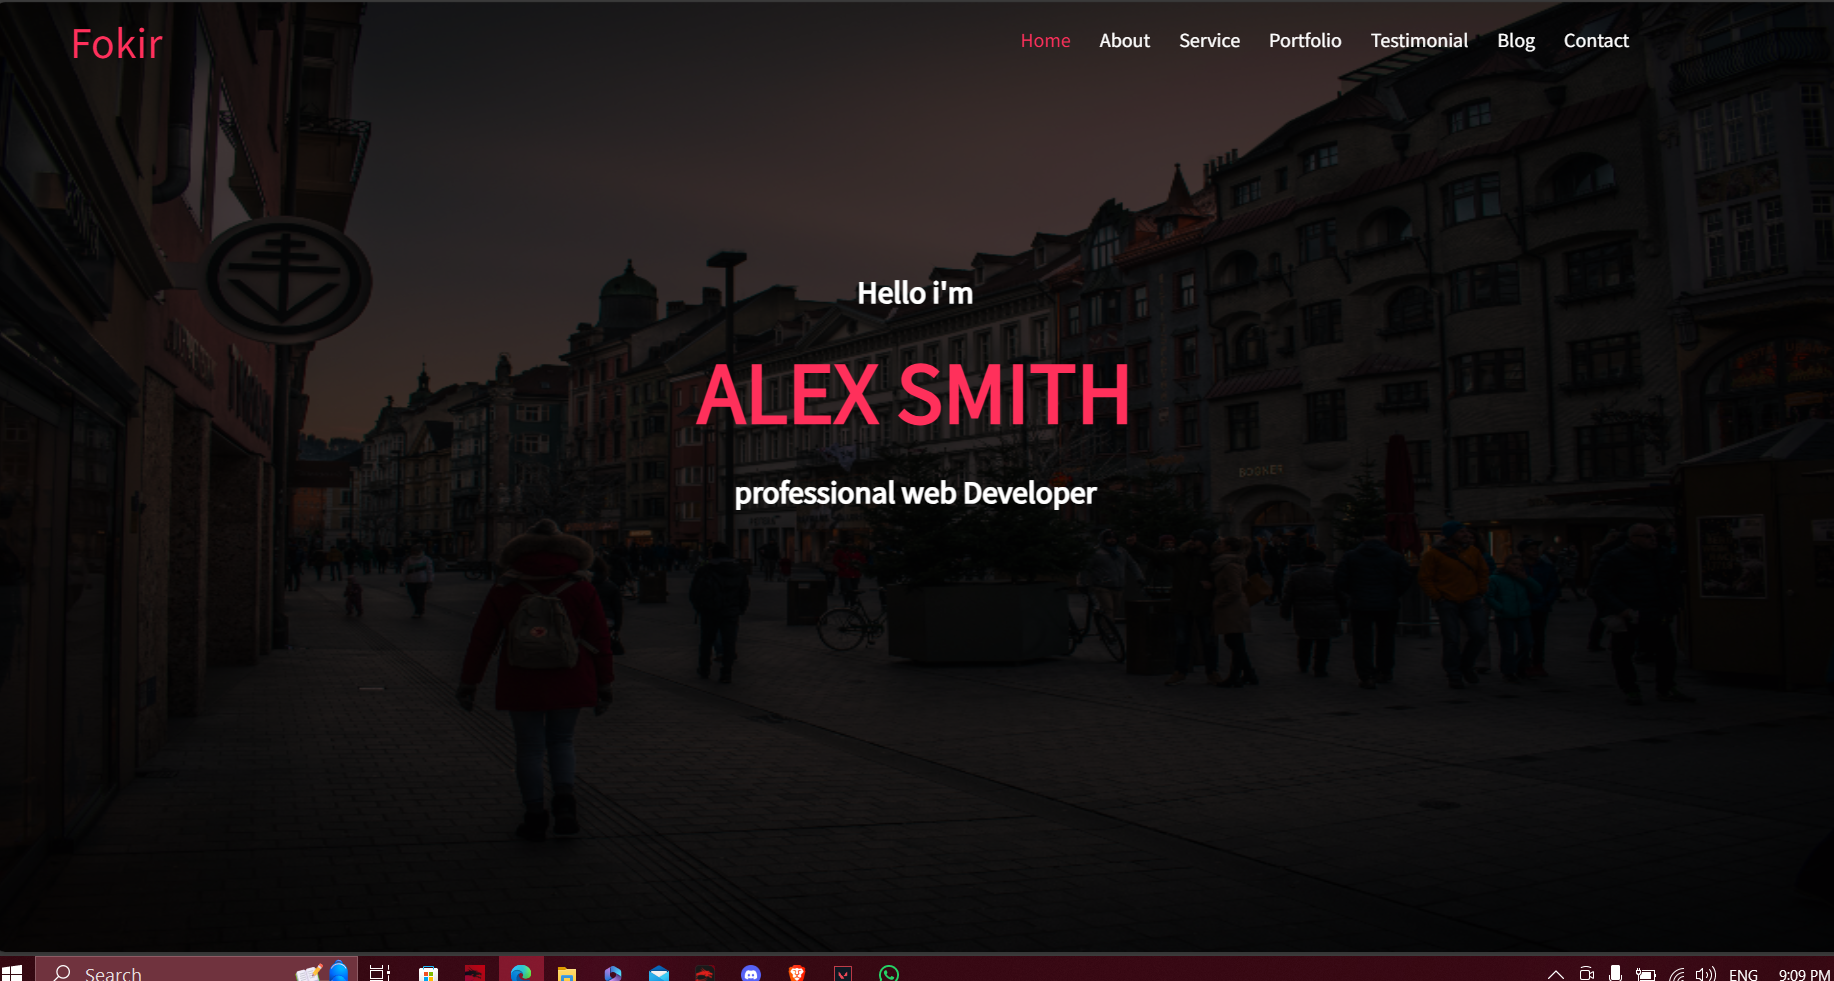 Fokir
Home About Service Portfolio Testimonial Blog Contact
Hello i'm
ALEX SMITH
BOOKET
professional web Developer
Search
ENG 9:09 PM